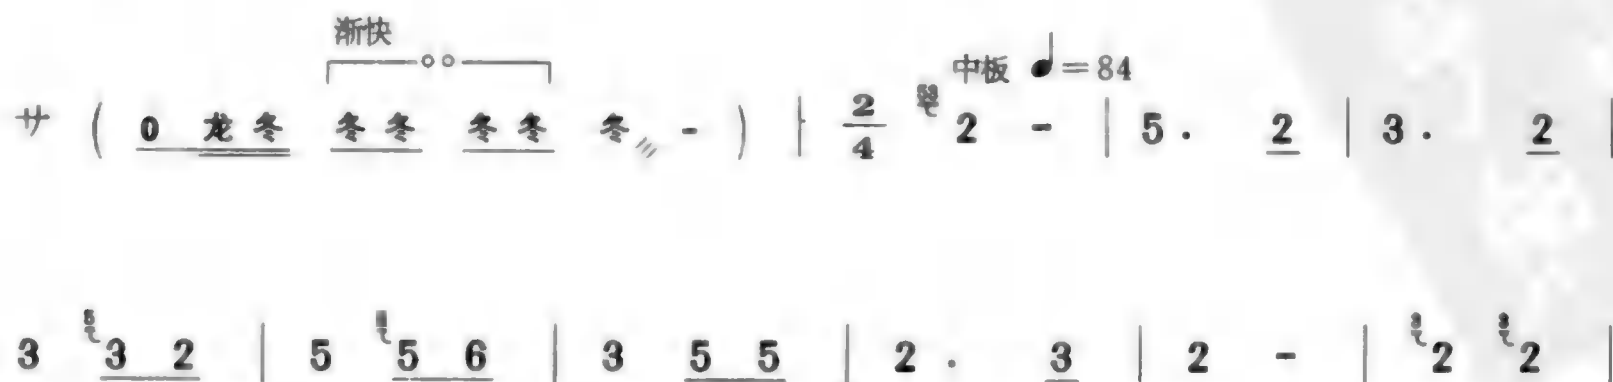 渐快
中板 ♩=84
廾 ( 0 龙 冬 冬 冬 冬 冬 冬 - ) | 2/4 2 - | 5 . 2 | 3 . 2 |
3 3 2 | 5 5 6 | 3 5 5 | 2 . 3 | 2 - | 2 2 |